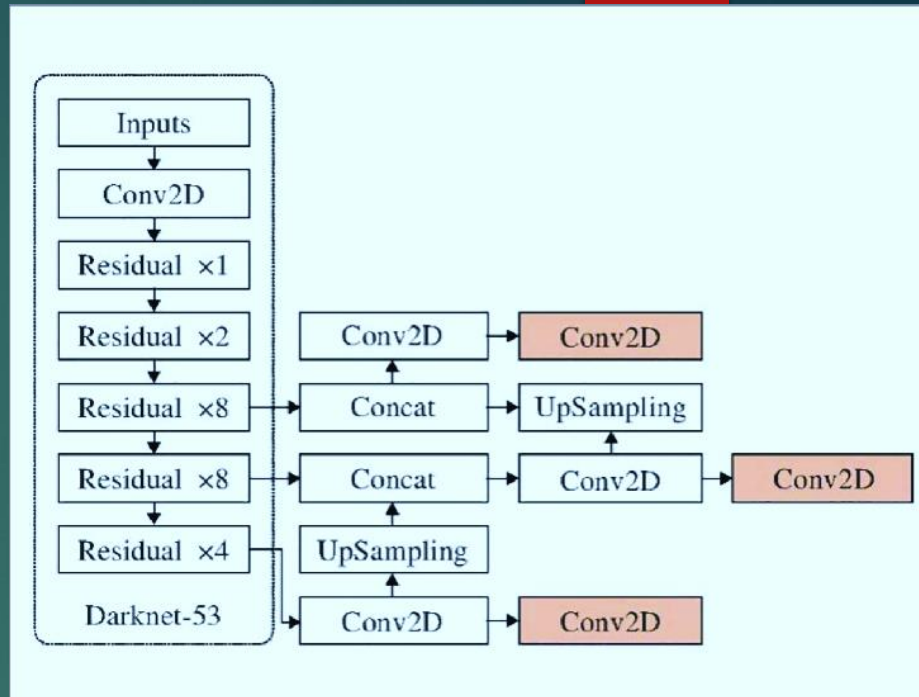 Inputs
Conv2D
Residual ×1
Residual ×2
Conv2D
Conv2D
Residual ×8
Concat
UpSampling
Residual ×8
Concat
Conv2D
Conv2D
Residual ×4
UpSampling
Darknet-53
Conv2D
Conv2D